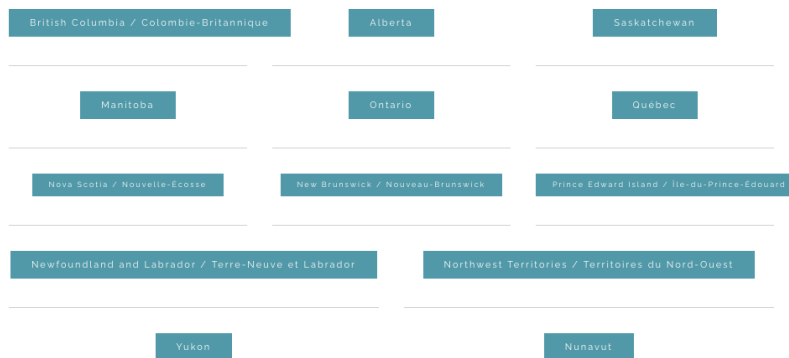 British Columbia / Colombie-Britannique
Alberta
Saskatchewan
Manitoba
Ontario
Québec
Nova Scotia / Nouvelle-Écosse
New Brunswick / Nouveau-Brunswick
Prince Edward Island / Île-du-Prince-Édouard
Newfoundland and Labrador / Terre-Neuve et Labrador
Northwest Territories / Territoires du Nord-Ouest
Yukon
Nunavut